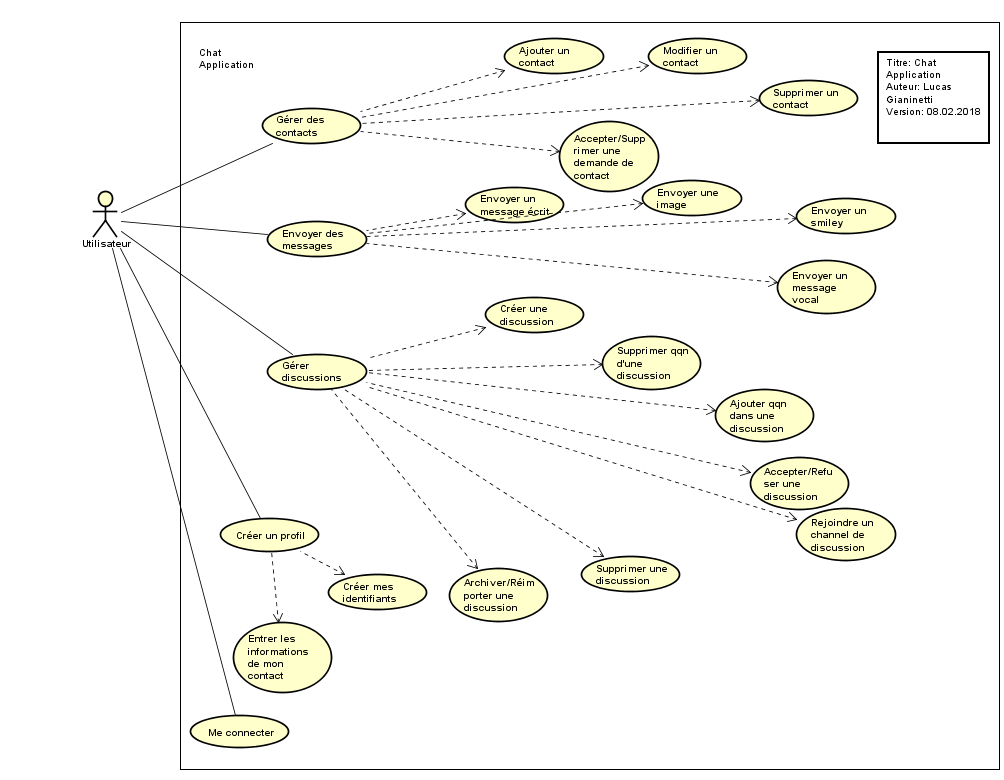 Chat
Application
Titre: Chat
Application
Auteur: Lucas
Gianinetti
Version: 08.02.2018
Ajouter un
contact
Modifier un
contact
Supprimer un
contact
Gérer des
contacts
Accepter/Supp
rimer une
demande de
contact
Utilisateur
Envoyer un
message écrit
Envoyer une
image
Envoyer un
smiley
Envoyer des
messages
Envoyer un
message
vocal
Créer une
discussion
Supprimer qqn
d'une
discussion
Gérer
discussions
Ajouter qqn
dans une
discussion
Accepter/Refu
ser une
discussion
Rejoindre un
channel de
discussion
Créer un profil
Créer mes
identifiants
Archiver/Réim
porter une
discussion
Supprimer une
discussion
Entrer les
informations
de mon
contact
Me connecter